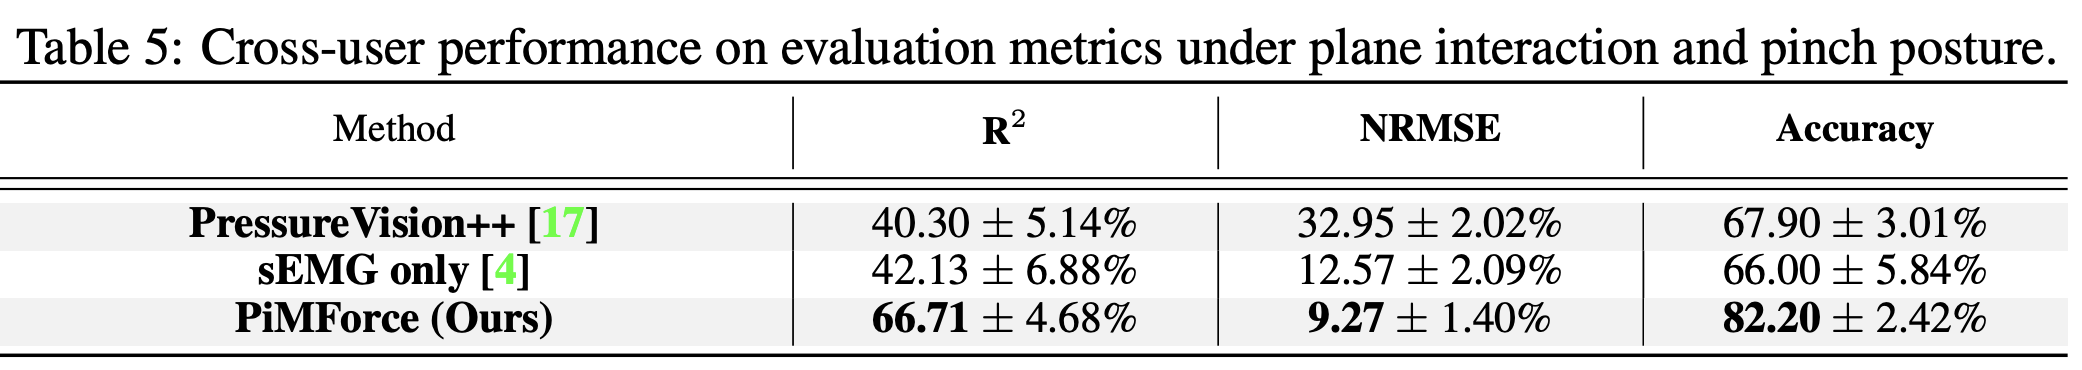 Table 5: Cross-user performance on evaluation metrics under plane interaction and pinch posture.
Method R² NRMSE Accuracy
PressureVision++ [17] 40.30 ± 5.14% 32.95 ± 2.02% 67.90 ± 3.01%
sEMG only [4] 42.13 ± 6.88% 12.57 ± 2.09% 66.00 ± 5.84%
PiMForce (Ours) 66.71 ± 4.68% 9.27 ± 1.40% 82.20 ± 2.42%